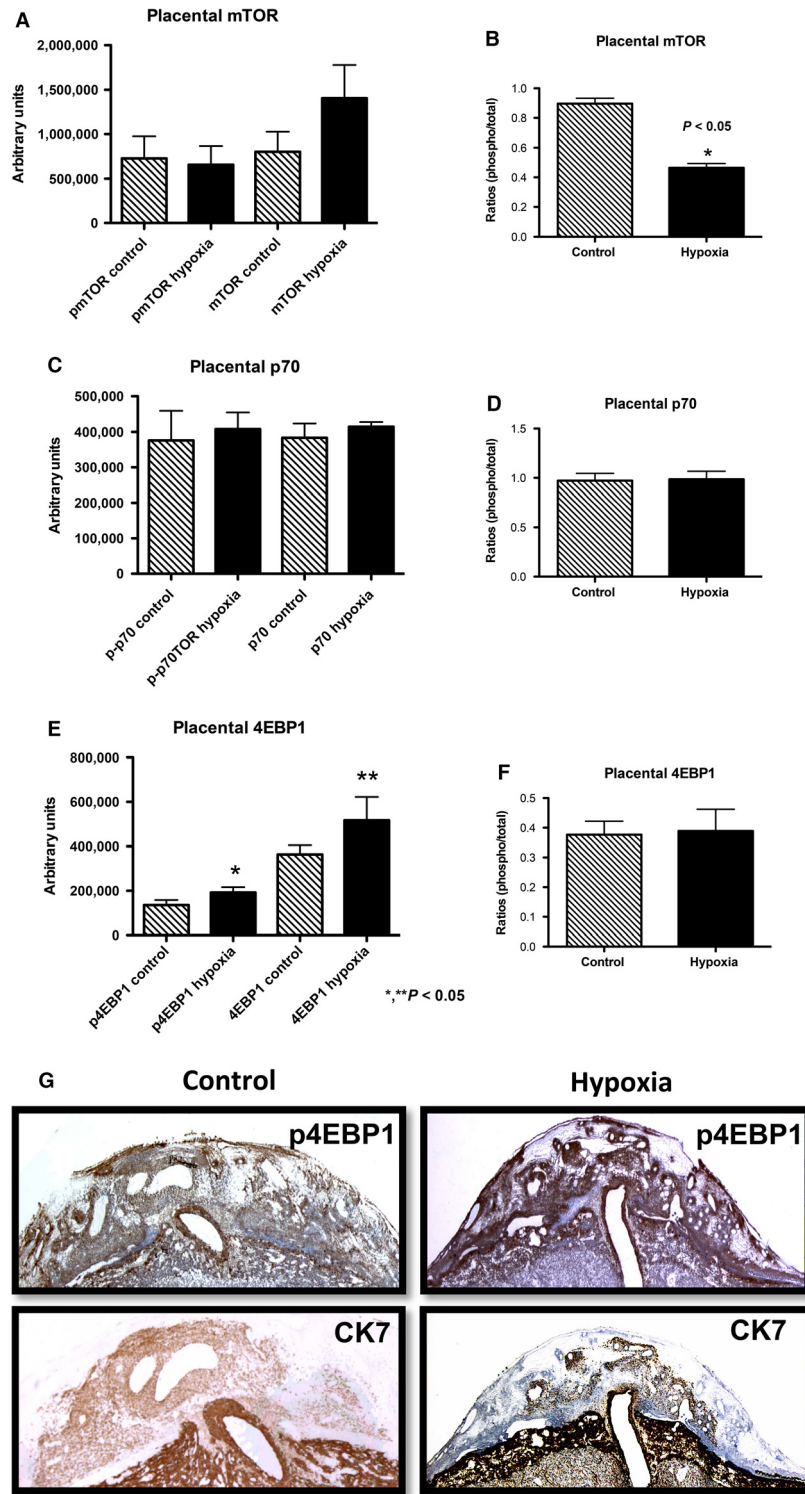 A
Placental mTOR
Arbitrary units
2,000,000
1,500,000
1,000,000
500,000
0
pmTOR control
pmTOR hypoxia
mTOR control
mTOR hypoxia
B
Placental mTOR
Ratios (phospho/total)
1.0
0.8
0.6
0.4
0.2
0.0
P < 0.05
*
Control
Hypoxia
C
Placental p70
Arbitrary units
500,000
400,000
300,000
200,000
100,000
0
p-p70 control
p-p70TOR hypoxia
p70 control
p70 hypoxia
D
Placental p70
Ratios (phospho/total)
1.5
1.0
0.5
0.0
Control
Hypoxia
E
Placental 4EBP1
Arbitrary units
800,000
600,000
400,000
200,000
0
*
**
p4EBP1 control
p4EBP1 hypoxia
4EBP1 control
4EBP1 hypoxia
*,**P < 0.05
F
Placental 4EBP1
Ratios (phospho/total)
0.5
0.4
0.3
0.2
0.1
0.0
Control
Hypoxia
G
Control
Hypoxia
p4EBP1
p4EBP1
CK7
CK7